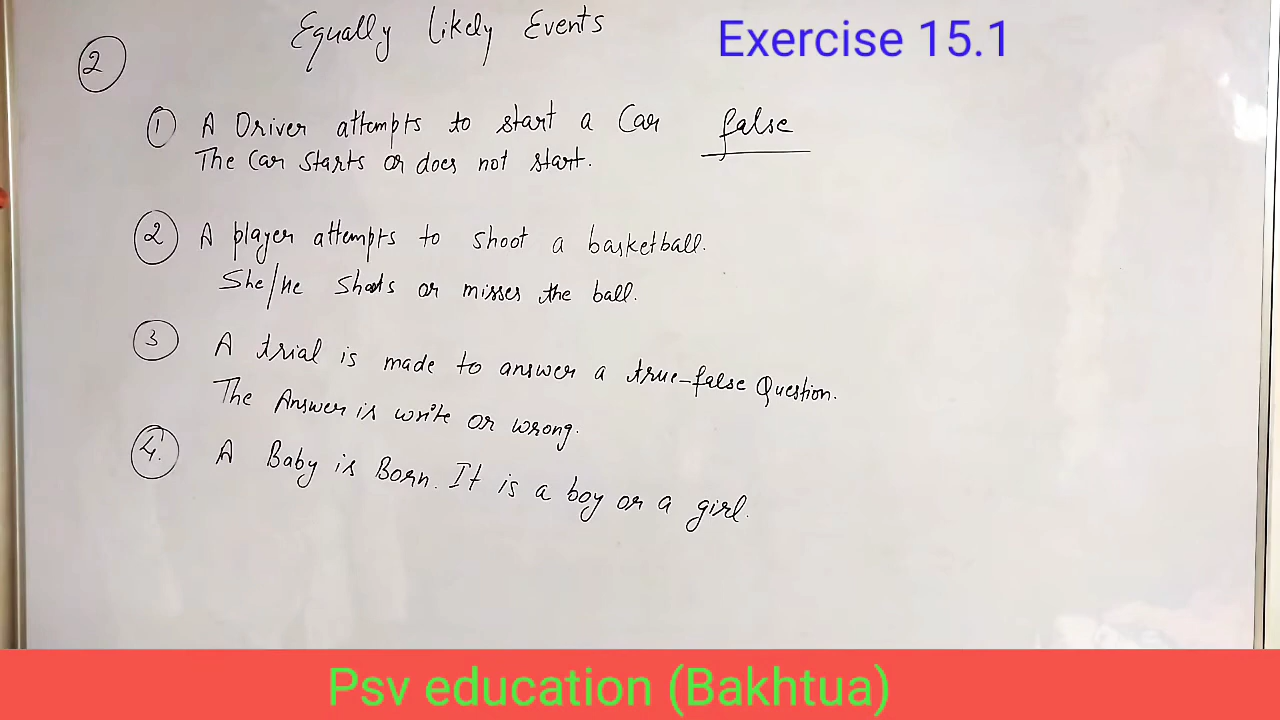 Equally Likely Events
Exercise 15.1
2
1 A Driver attempts to start a Car false
The Car Starts or does not start.
2 A player attempts to shoot a basketball.
She/he Shoots or misses the ball.
3 A trial is made to answer a true-false Question.
The Answer is write or wrong.
4. A Baby is Born. It is a boy or a girl.
Psv education (Bakhtua)